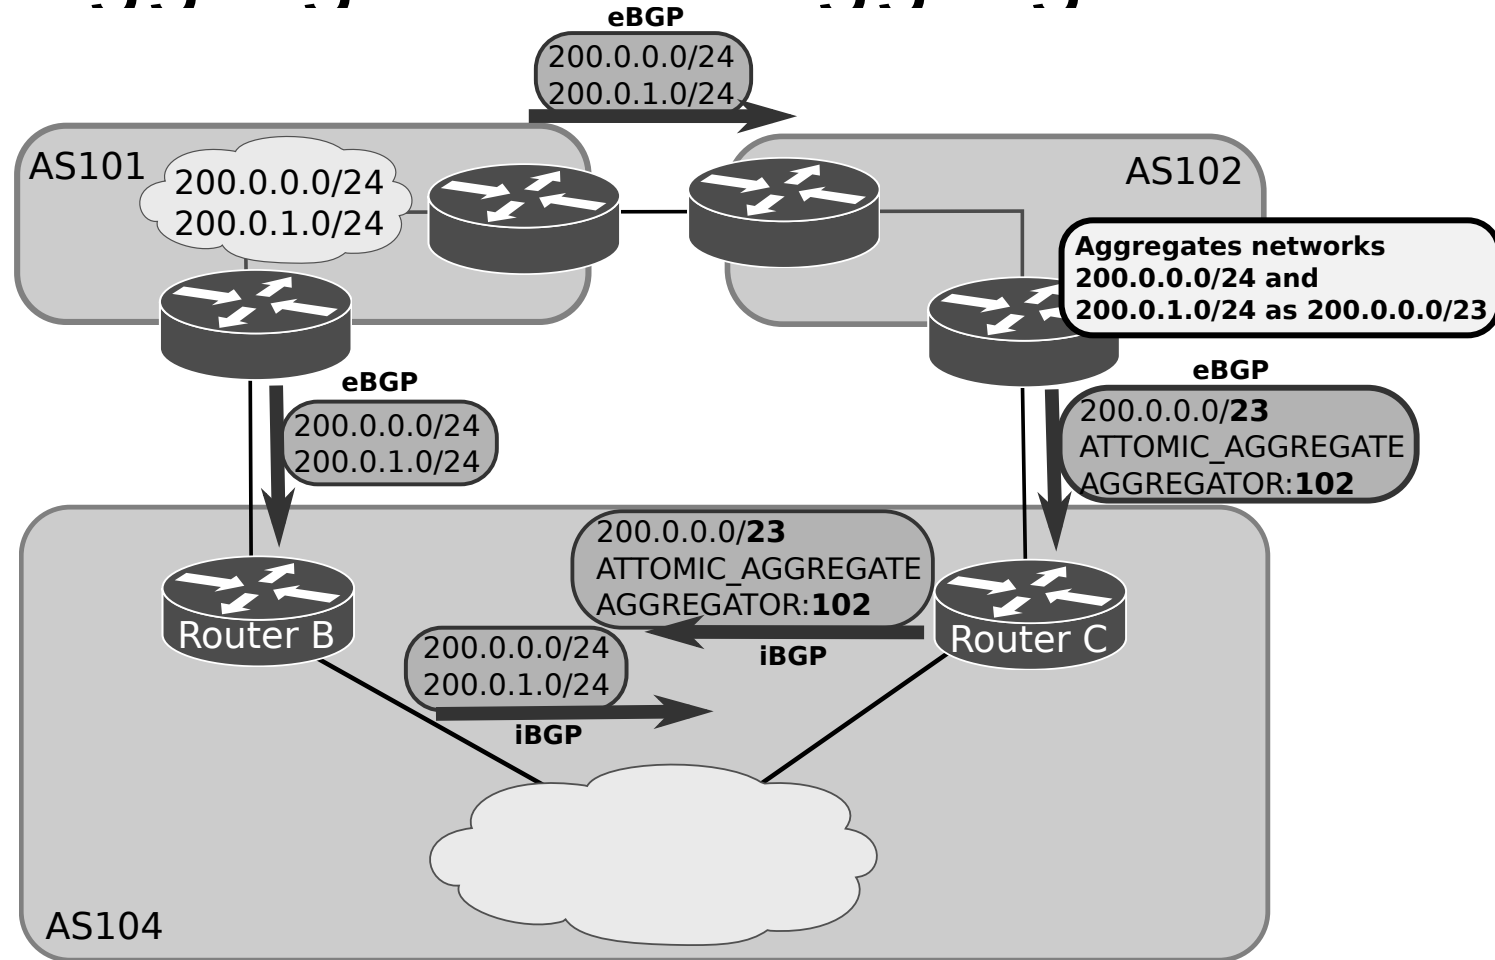 eBGP
200.0.0.0/24
200.0.1.0/24
AS101
200.0.0.0/24
200.0.1.0/24
AS102
Aggregates networks
200.0.0.0/24 and
200.0.1.0/24 as 200.0.0.0/23
eBGP
200.0.0.0/24
200.0.1.0/24
eBGP
200.0.0.0/23
ATTOMIC_AGGREGATE
AGGREGATOR:102
200.0.0.0/23
ATTOMIC_AGGREGATE
AGGREGATOR:102
iBGP
Router B
Router C
200.0.0.0/24
200.0.1.0/24
iBGP
AS104